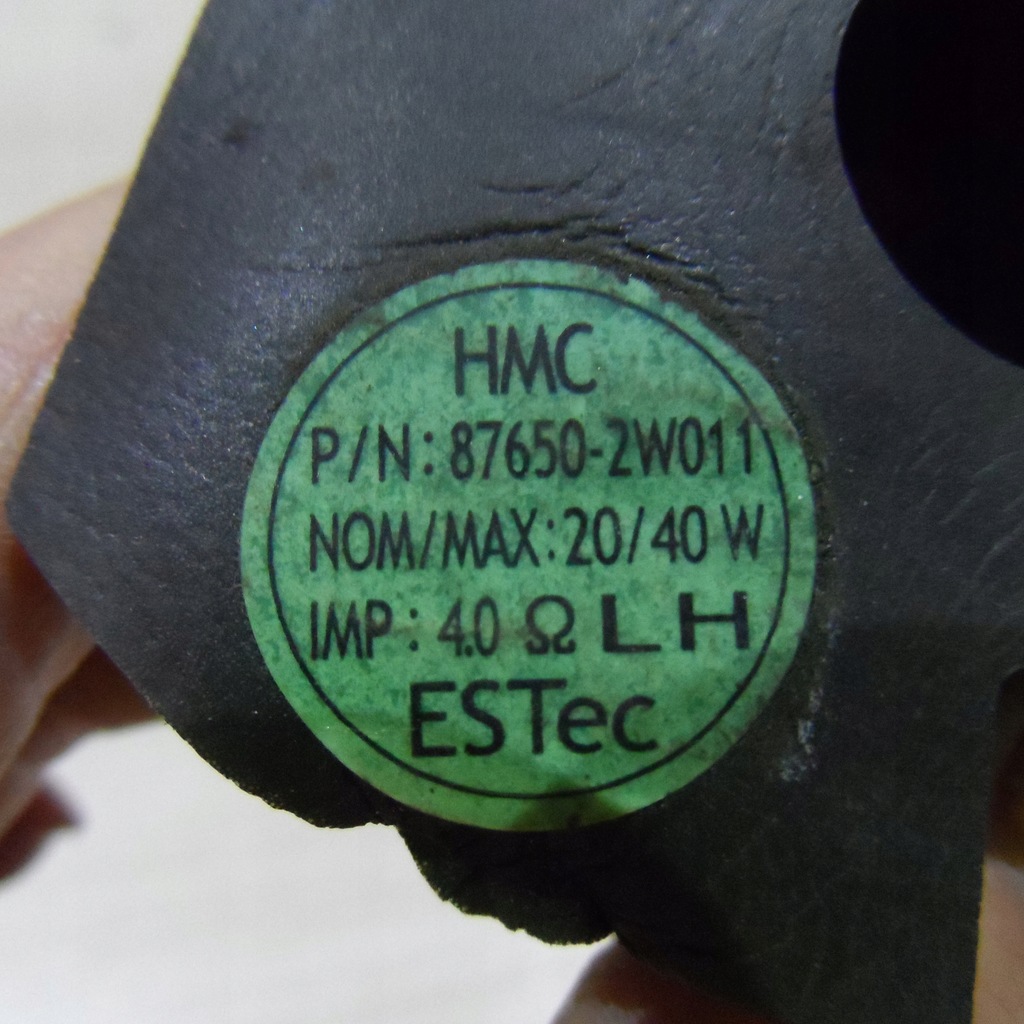 HMC
P/N: 87650-2W011
NOM/MAX: 20/40 W
IMP: 4.0 Ω LH
ESTec